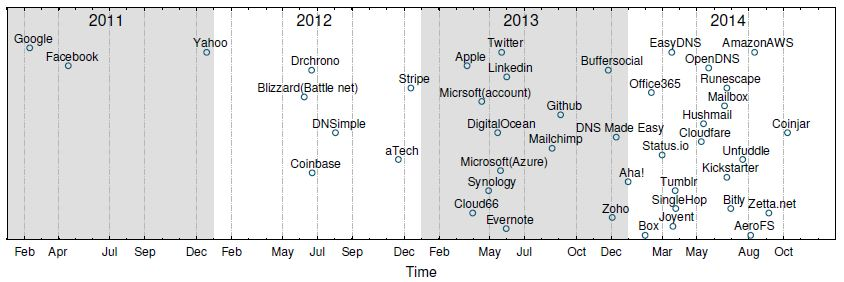 2011 2012 2013 2014
Google
Facebook
Yahoo
Drchrono
Blizzard(Battle net)
DNSimple
Coinbase
aTech
Stripe
Apple
Twitter
Linkedin
Micrsoft(account)
Github
DigitalOcean
Mailchimp
Microsoft(Azure)
Synology
Cloud66
Evernote
Buffersocial
DNS Made Easy
Aha!
Zoho
EasyDNS
AmazonAWS
OpenDNS
Office365
Runescape
Mailbox
Hushmail
Coinjar
Cloudfare
Status.io
Unfuddle
Kickstarter
Tumblr
SingleHop
Bitly
Zetta.net
Joyent
Box
AeroFS
Feb Apr Jul Sep Dec Feb May Jul Sep Dec Feb May Jul Oct Dec Mar May Aug Oct
Time